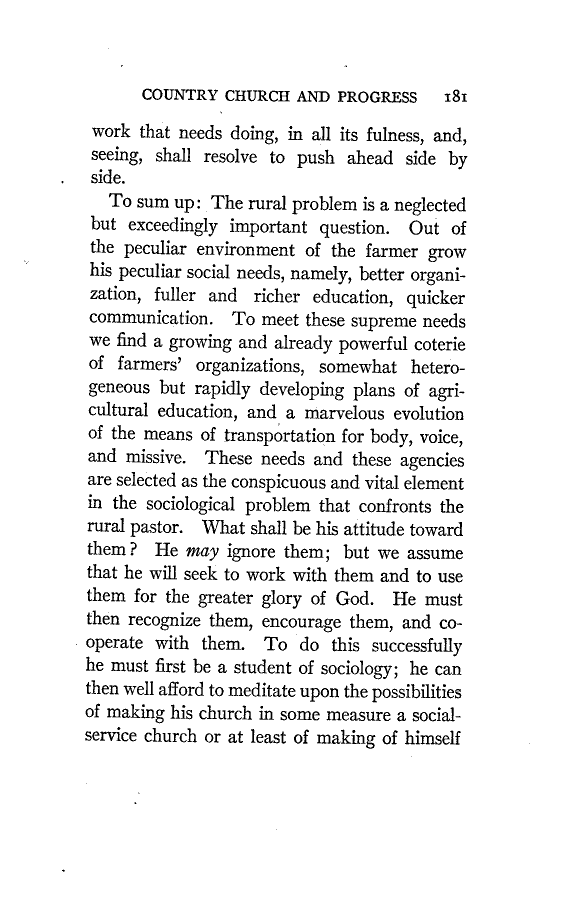 COUNTRY CHURCH AND PROGRESS 181
work that needs doing, in all its fulness, and,
seeing, shall resolve to push ahead side by
side.
To sum up: The rural problem is a neglected
but exceedingly important question. Out of
the peculiar environment of the farmer grow
his peculiar social needs, namely, better organi-
zation, fuller and richer education, quicker
communication. To meet these supreme needs
we find a growing and already powerful coterie
of farmers' organizations, somewhat hetero-
geneous but rapidly developing plans of agri-
cultural education, and a marvelous evolution
of the means of transportation for body, voice,
and missive. These needs and these agencies
are selected as the conspicuous and vital element
in the sociological problem that confronts the
rural pastor. What shall be his attitude toward
them? He may ignore them; but we assume
that he will seek to work with them and to use
them for the greater glory of God. He must
then recognize them, encourage them, and co-
operate with them. To do this successfully
he must first be a student of sociology; he can
then well afford to meditate upon the possibilities
of making his church in some measure a social-
service church or at least of making of himself